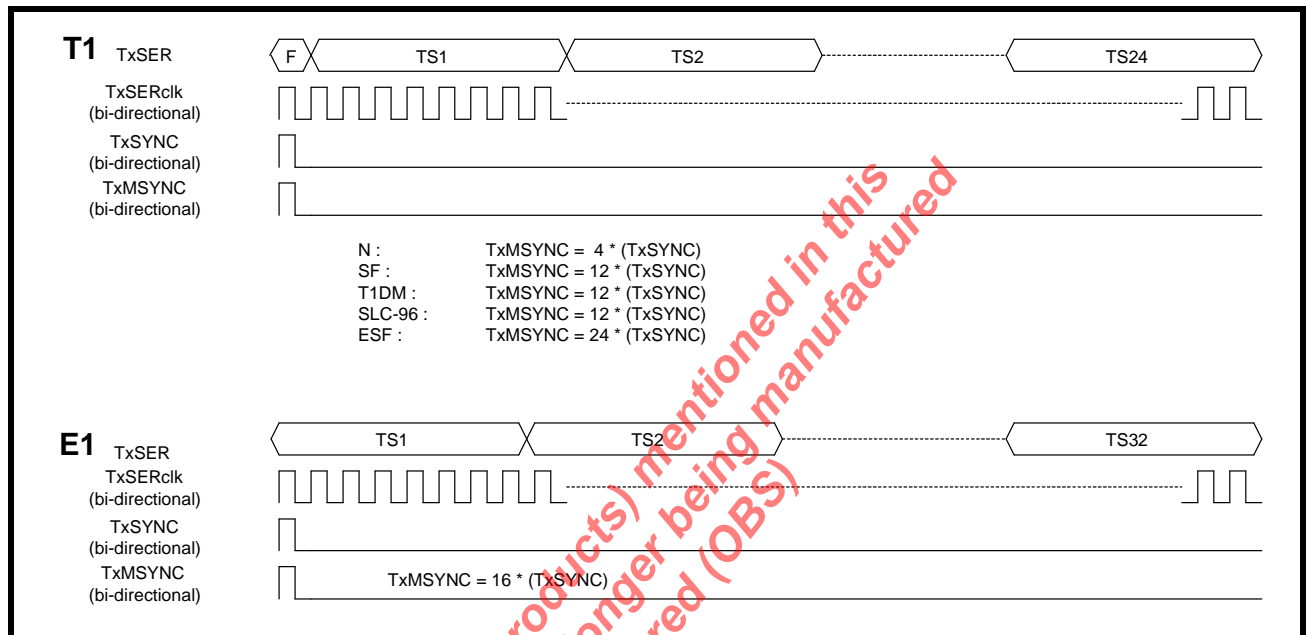 T1 TxSER
F TS1 TS2 TS24
TxSERclk
(bi-directional)
TxSYNC
(bi-directional)
TxMSYNC
(bi-directional)
N : TxMSYNC = 4 * (TxSYNC)
SF : TxMSYNC = 12 * (TxSYNC)
T1DM : TxMSYNC = 12 * (TxSYNC)
SLC-96 : TxMSYNC = 12 * (TxSYNC)
ESF : TxMSYNC = 24 * (TxSYNC)
E1 TxSER
TS1 TS2 TS32
TxSERclk
(bi-directional)
TxSYNC
(bi-directional)
TxMSYNC
(bi-directional)
TxMSYNC = 16 * (TxSYNC)
roducts) mentioned in this
onger being manufactured
red (OBS)